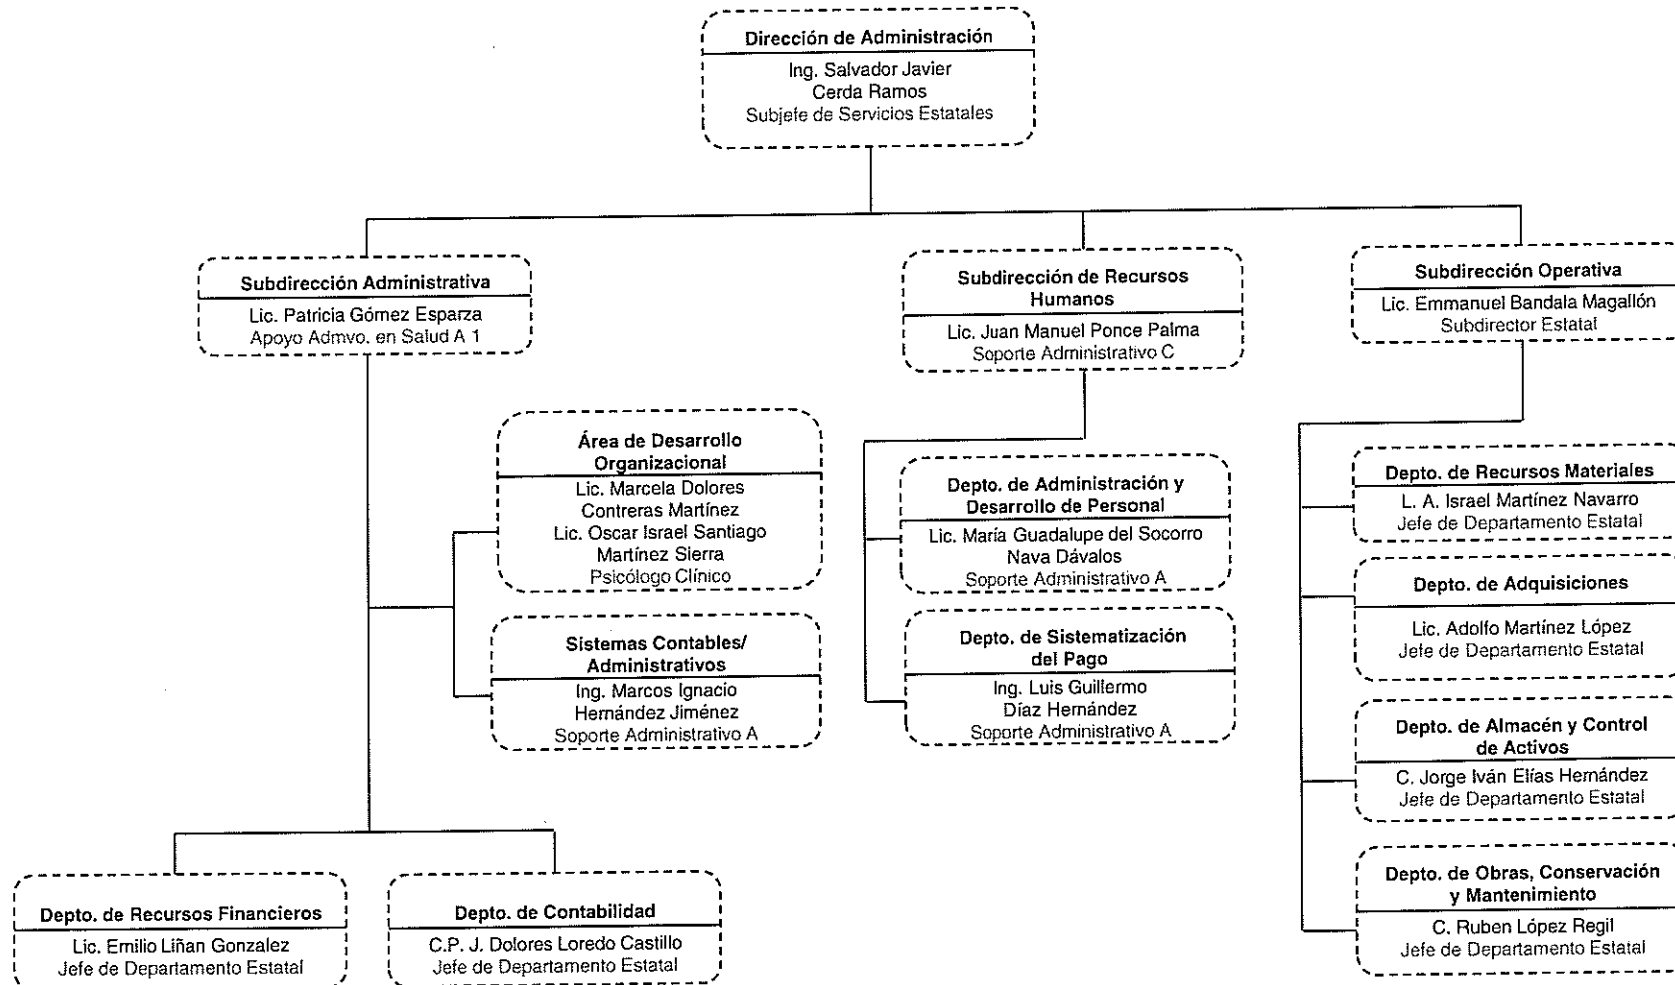 Dirección de Administración
Ing. Salvador Javier
Cerda Ramos
Subjefe de Servicios Estatales
Subdirección Administrativa
Lic. Patricia Gómez Esparza
Apoyo Admvo. en Salud A 1
Subdirección de Recursos
Humanos
Lic. Juan Manuel Ponce Palma
Soporte Administrativo C
Subdirección Operativa
Lic. Emmanuel Bandala Magallón
Subdirector Estatal
Área de Desarrollo
Organizacional
Lic. Marcela Dolores
Contreras Martínez
Lic. Oscar Israel Santiago
Martínez Sierra
Psicólogo Clínico
Sistemas Contables/
Administrativos
Ing. Marcos Ignacio
Hernández Jiménez
Soporte Administrativo A
Depto. de Administración y
Desarrollo de Personal
Lic. María Guadalupe del Socorro
Nava Dávalos
Soporte Administrativo A
Depto. de Sistematización
del Pago
Ing. Luis Guillermo
Díaz Hernández
Soporte Administrativo A
Depto. de Recursos Materiales
L. A. Israel Martínez Navarro
Jefe de Departamento Estatal
Depto. de Adquisiciones
Lic. Adolfo Martínez López
Jefe de Departamento Estatal
Depto. de Almacén y Control
de Activos
C. Jorge Iván Elías Hernández
Jefe de Departamento Estatal
Depto. de Obras, Conservación
y Mantenimiento
C. Ruben López Regil
Jefe de Departamento Estatal
Depto. de Recursos Financieros
Lic. Emilio Liñan Gonzalez
Jefe de Departamento Estatal
Depto. de Contabilidad
C.P. J. Dolores Loredo Castillo
Jefe de Departamento Estatal